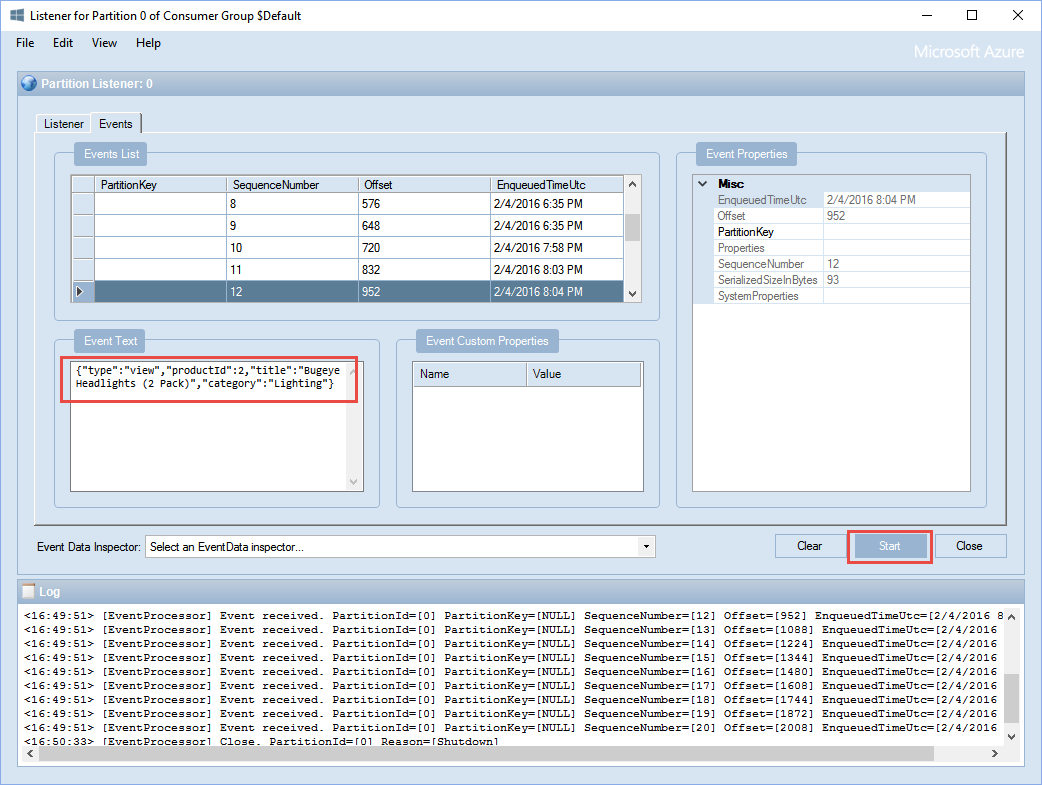 Listener for Partition 0 of Consumer Group $Default
File Edit View Help
Microsoft Azure
Partition Listener: 0
Listener Events
Events List
PartitionKey SequenceNumber Offset EnqueuedTimeUtc
8 576 2/4/2016 6:35 PM
9 648 2/4/2016 6:35 PM
10 720 2/4/2016 7:58 PM
11 832 2/4/2016 8:03 PM
12 952 2/4/2016 8:04 PM
Event Properties
Misc
EnqueuedTimeUtc 2/4/2016 8:04 PM
Offset 952
PartitionKey
Properties
SequenceNumber 12
SerializedSizeInBytes 93
SystemProperties
Event Text
{"type":"view","productId":2,"title":"Bugeye
Headlights (2 Pack)","category":"Lighting"}
Event Custom Properties
Name Value
Event Data Inspector: Select an EventData inspector...
Clear Start Close
Log
<16:49:51> [EventProcessor] Event received. PartitionId=[0] PartitionKey=[NULL] SequenceNumber=[12] Offset=[952] EnqueuedTimeUtc=[2/4/2016 8
<16:49:51> [EventProcessor] Event received. PartitionId=[0] PartitionKey=[NULL] SequenceNumber=[13] Offset=[1088] EnqueuedTimeUtc=[2/4/2016
<16:49:51> [EventProcessor] Event received. PartitionId=[0] PartitionKey=[NULL] SequenceNumber=[14] Offset=[1224] EnqueuedTimeUtc=[2/4/2016
<16:49:51> [EventProcessor] Event received. PartitionId=[0] PartitionKey=[NULL] SequenceNumber=[15] Offset=[1344] EnqueuedTimeUtc=[2/4/2016
<16:49:51> [EventProcessor] Event received. PartitionId=[0] PartitionKey=[NULL] SequenceNumber=[16] Offset=[1480] EnqueuedTimeUtc=[2/4/2016
<16:49:51> [EventProcessor] Event received. PartitionId=[0] PartitionKey=[NULL] SequenceNumber=[17] Offset=[1608] EnqueuedTimeUtc=[2/4/2016
<16:49:51> [EventProcessor] Event received. PartitionId=[0] PartitionKey=[NULL] SequenceNumber=[18] Offset=[1744] EnqueuedTimeUtc=[2/4/2016
<16:49:51> [EventProcessor] Event received. PartitionId=[0] PartitionKey=[NULL] SequenceNumber=[19] Offset=[1872] EnqueuedTimeUtc=[2/4/2016
<16:49:51> [EventProcessor] Event received. PartitionId=[0] PartitionKey=[NULL] SequenceNumber=[20] Offset=[2008] EnqueuedTimeUtc=[2/4/2016
<16:50:33> [EventProcessor] Close. PartitionId=[0] Reason=[Shutdown]